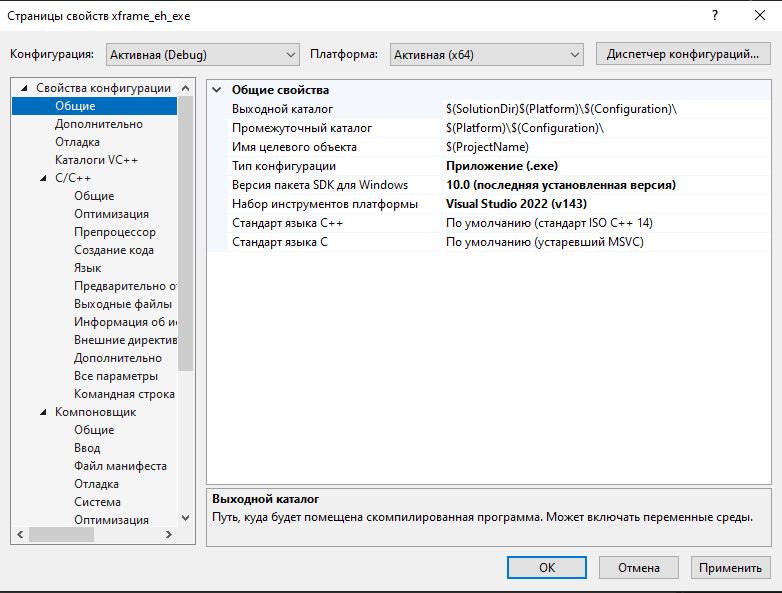 Страницы свойств xframe_eh_exe
?
Конфигурация: Активная (Debug) Платформа: Активная (x64) Диспетчер конфигураций...
Свойства конфигурации
Общие
Дополнительно
Отладка
Каталоги VC++
C/C++
Общие
Оптимизация
Препроцессор
Создание кода
Язык
Предварительно о
Выходные файлы
Информация об и
Внешние директив
Дополнительно
Все параметры
Командная строка
Компоновщик
Общие
Ввод
Файл манифеста
Отладка
Система
Оптимизация
Общие свойства
Выходной каталог $(SolutionDir)$(Platform)\$(Configuration)\
Промежуточный каталог $(Platform)\$(Configuration)\
Имя целевого объекта $(ProjectName)
Тип конфигурации Приложение (.exe)
Версия пакета SDK для Windows 10.0 (последняя установленная версия)
Набор инструментов платформы Visual Studio 2022 (v143)
Стандарт языка C++ По умолчанию (стандарт ISO C++ 14)
Стандарт языка C По умолчанию (устаревший MSVC)
Выходной каталог
Путь, куда будет помещена скомпилированная программа. Может включать переменные среды.
ОК Отмена Применить